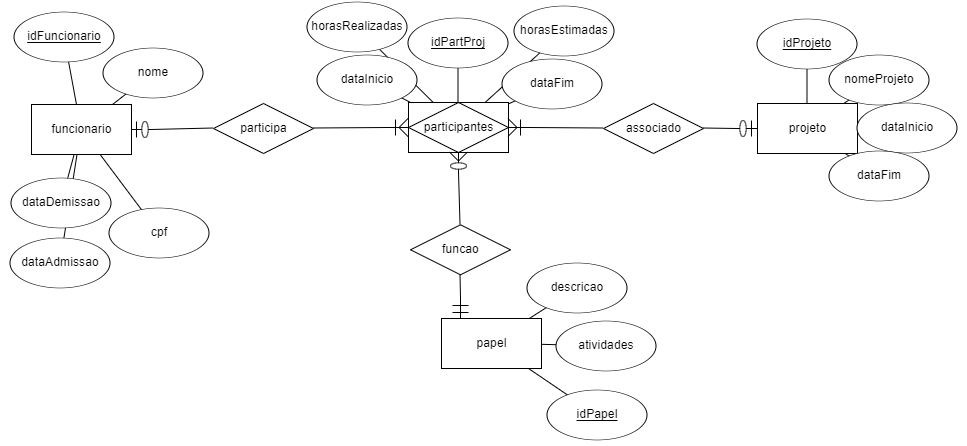 idFuncionario
nome
funcionario
dataDemissao
dataAdmissao
cpf
participa
horasRealizadas
idPartProj
horasEstimadas
dataInicio
dataFim
participantes
associado
idProjeto
nomeProjeto
projeto
dataInicio
dataFim
funcao
descricao
papel
atividades
idPapel